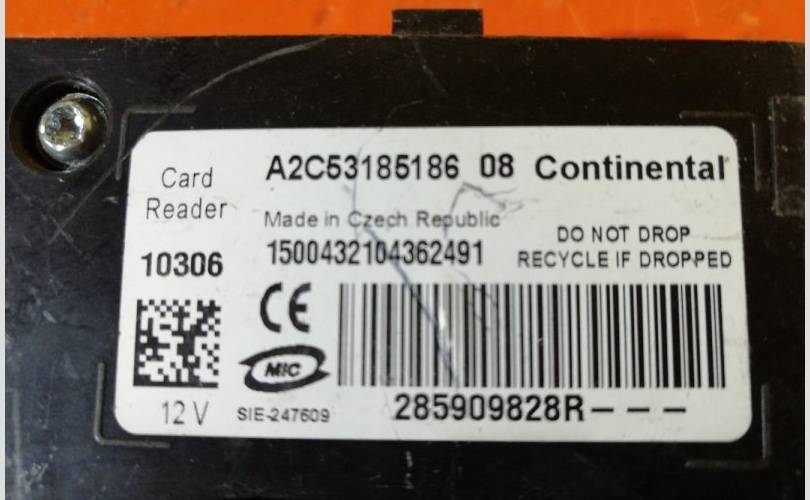 Card
Reader
10306
12 V
A2C53185186 08 Continental
Made in Czech Republic
1500432104362491
DO NOT DROP
RECYCLE IF DROPPED
CE
MIC
SIE-247609
285909828R---